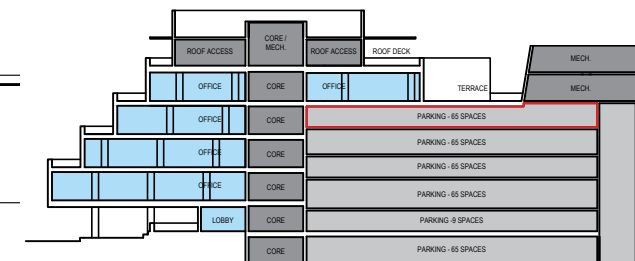 CORE /
MECH.
ROOF ACCESS
ROOF ACCESS
ROOF DECK
MECH.
OFFICE
CORE
OFFICE
TERRACE
MECH.
OFFICE
CORE
PARKING - 65 SPACES
OFFICE
CORE
PARKING - 65 SPACES
PARKING - 65 SPACES
OFFICE
CORE
PARKING - 65 SPACES
LOBBY
CORE
PARKING -9 SPACES
CORE
PARKING - 65 SPACES